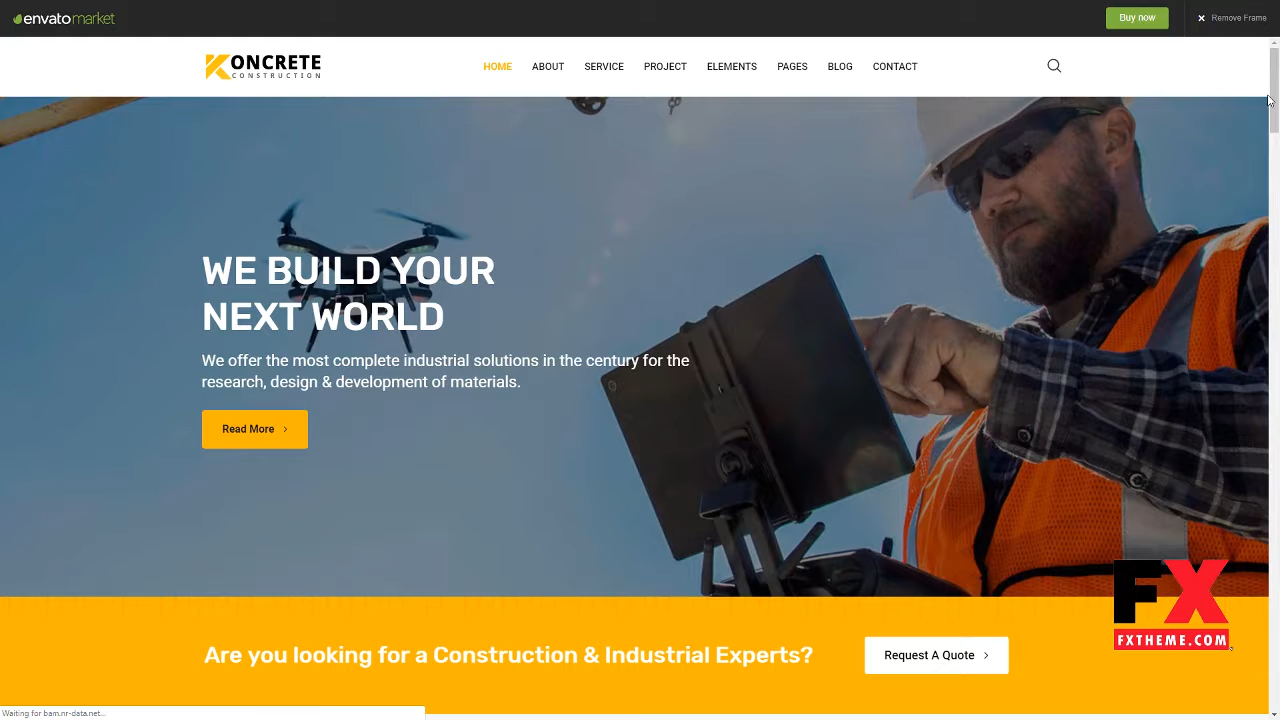 envato market
Buy now
Remove Frame
KONCRETE
CONSTRUCTION
HOME ABOUT SERVICE PROJECT ELEMENTS PAGES BLOG CONTACT
WE BUILD YOUR
NEXT WORLD
We offer the most complete industrial solutions in the century for the
research, design & development of materials.
Read More
FX
FXTHEME.COM
Are you looking for a Construction & Industrial Experts?
Request A Quote
Waiting for bam.nr-data.net...